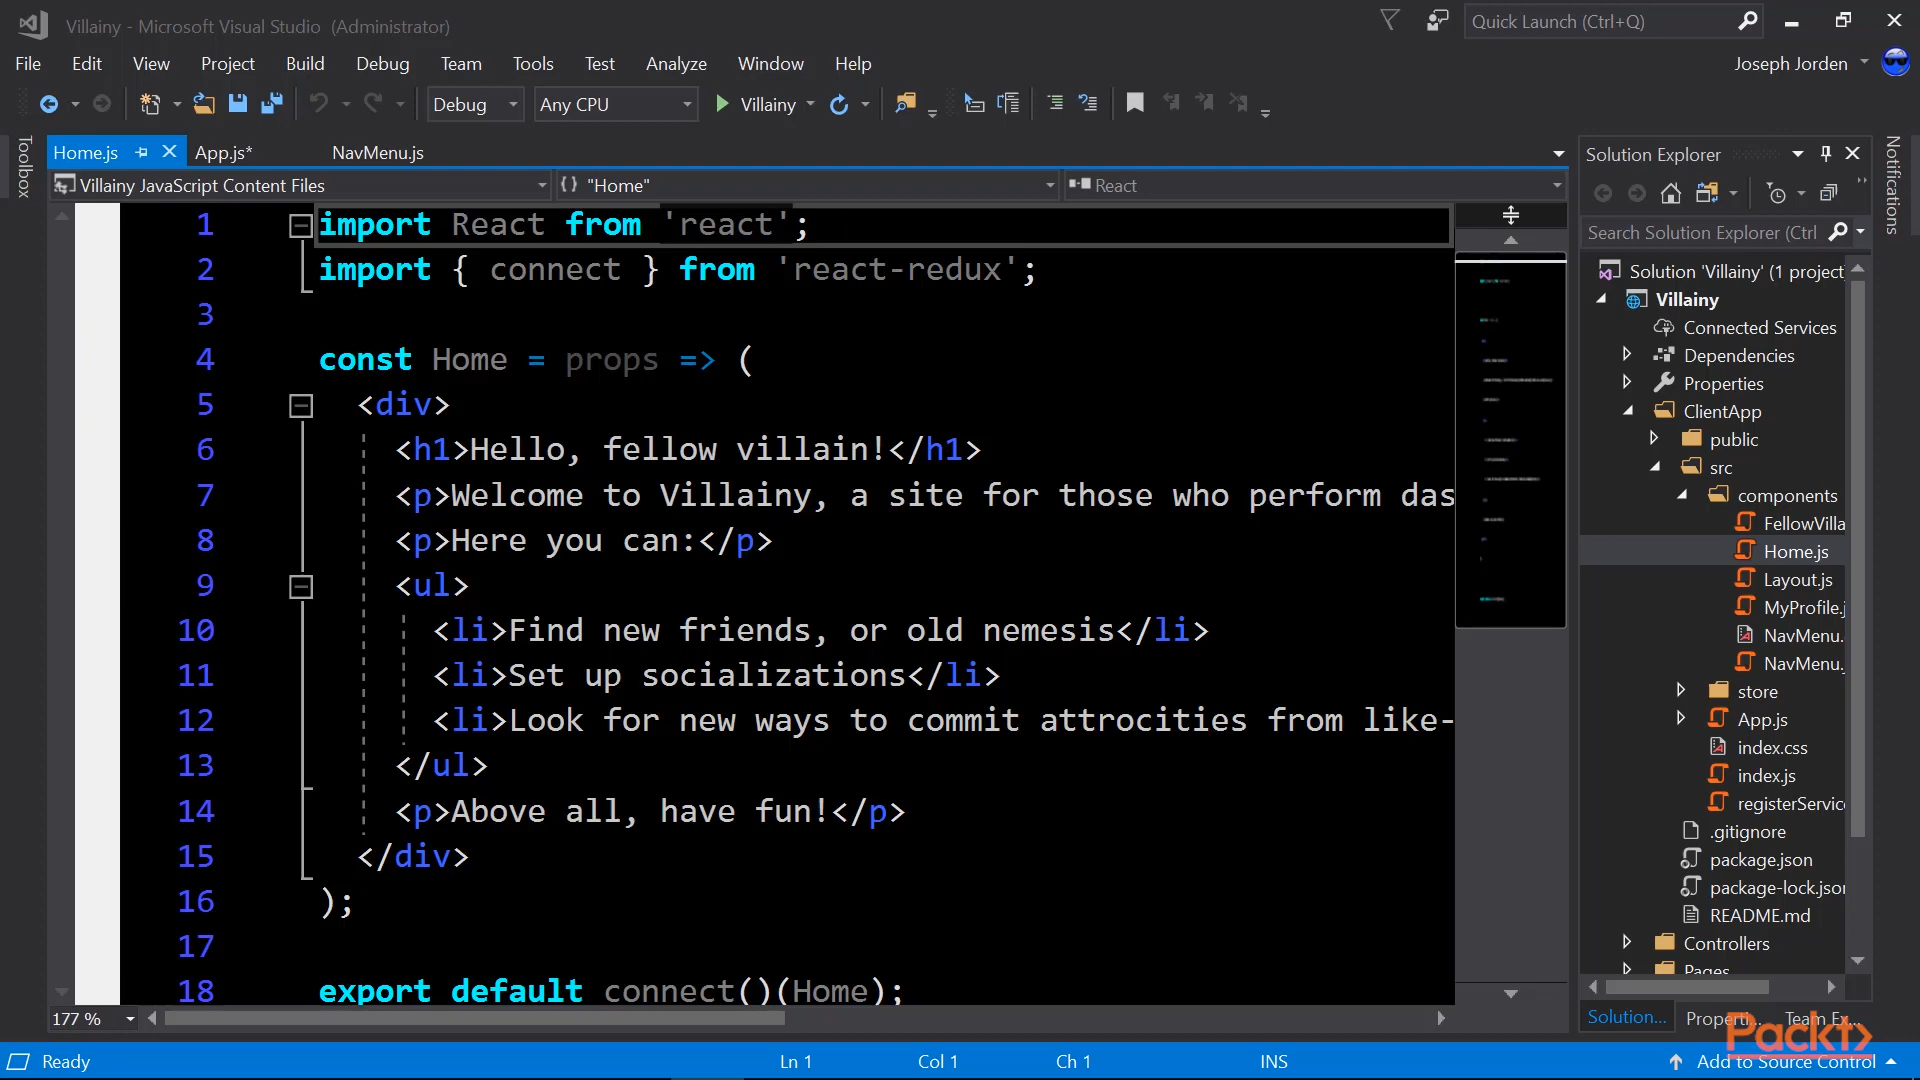 Villainy - Microsoft Visual Studio (Administrator)
Quick Launch (Ctrl+Q)
File Edit View Project Build Debug Team Tools Test Analyze Window Help
Joseph Jorden
Debug Any CPU Villainy
Toolbox
Home.js App.js* NavMenu.js
Villainy JavaScript Content Files "Home" React
1 import React from 'react';
2 import { connect } from 'react-redux';
3
4 const Home = props => (
5 <div>
6 <h1>Hello, fellow villain!</h1>
7 <p>Welcome to Villainy, a site for those who perform das
8 <p>Here you can:</p>
9 <ul>
10 <li>Find new friends, or old nemesis</li>
11 <li>Set up socializations</li>
12 <li>Look for new ways to commit attrocities from like-
13 </ul>
14 <p>Above all, have fun!</p>
15 </div>
16 );
17
18 export default connect()(Home);
177 %
Solution Explorer
Search Solution Explorer (Ctrl
Solution 'Villainy' (1 project
Villainy
Connected Services
Dependencies
Properties
ClientApp
public
src
components
FellowVilla
Home.js
Layout.js
MyProfile.j
NavMenu.
NavMenu.
store
App.js
index.css
index.js
registerService
.gitignore
package.json
package-lock.json
README.md
Controllers
Pages
Solution... Properti... Team Ex...
Notifications
Packt>
Ready Ln 1 Col 1 Ch 1 INS Add to Source Control